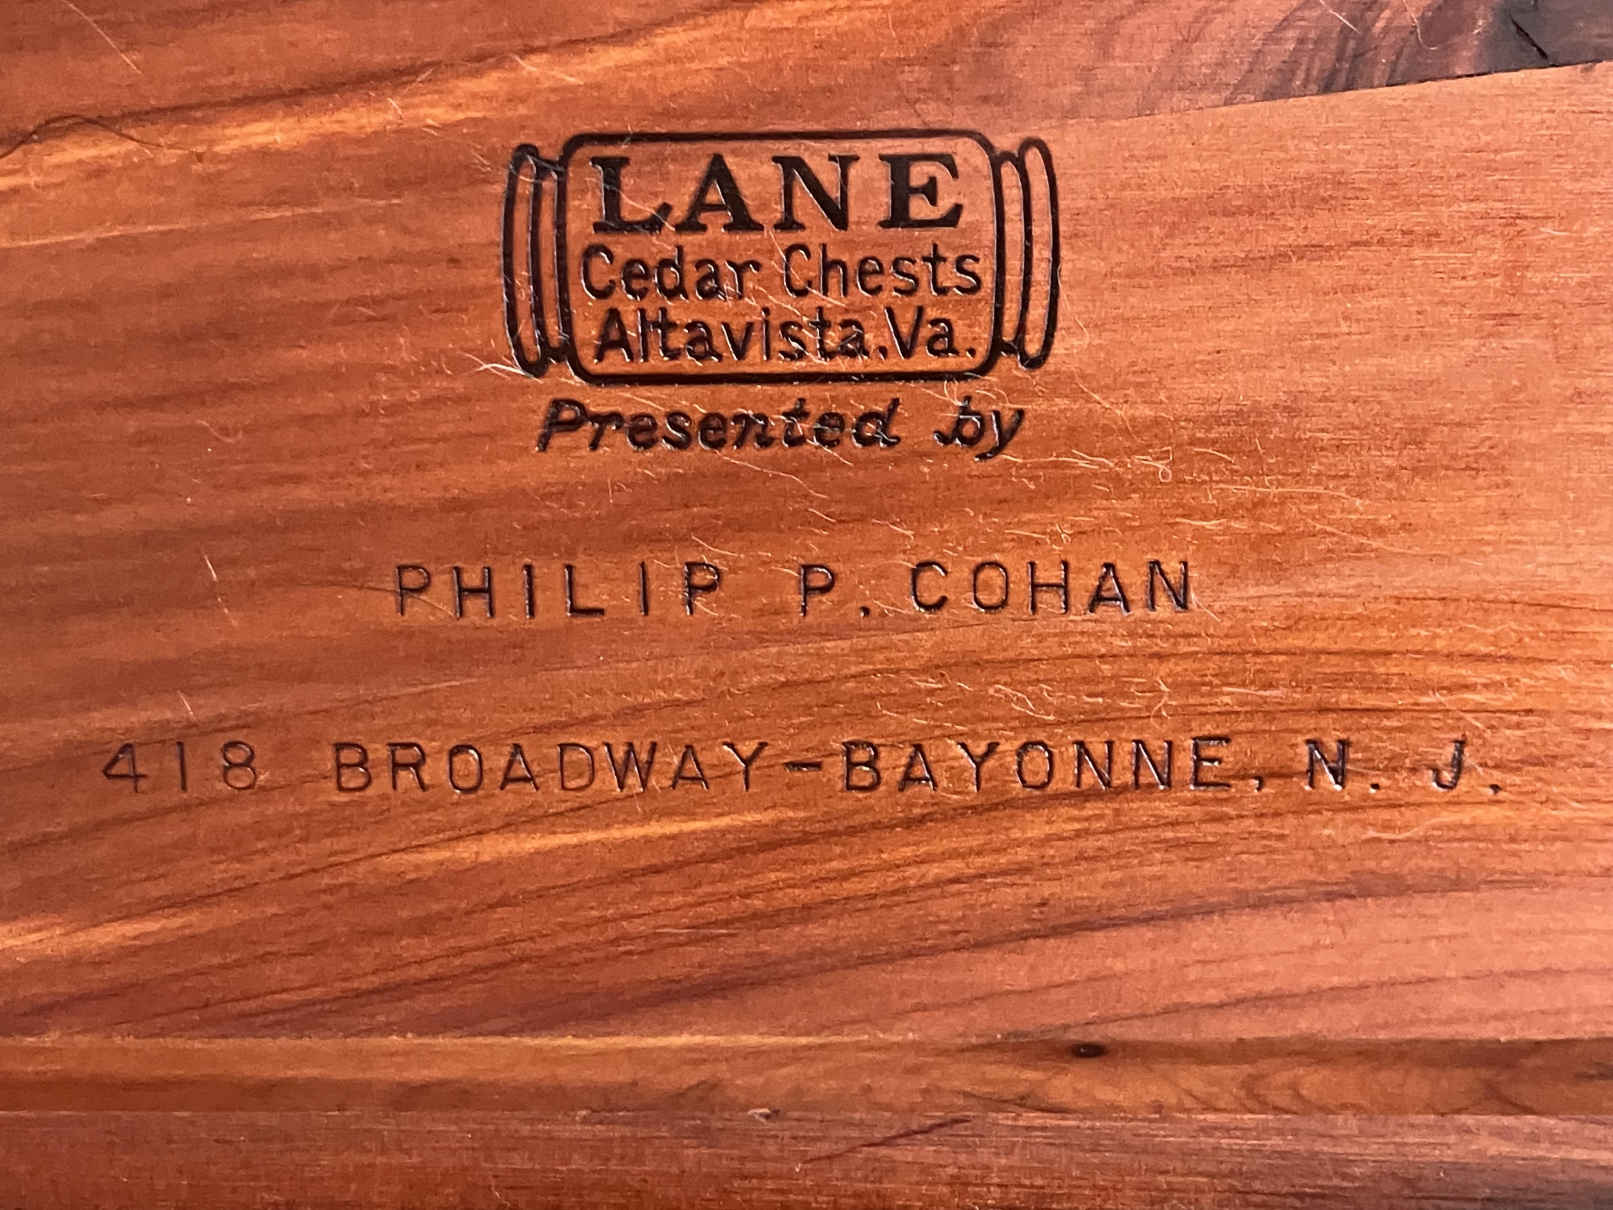 LANE
Cedar Chests
Altavista, Va.
Presented by
PHILIP P. COHAN
418 BROADWAY-BAYONNE, N. J.